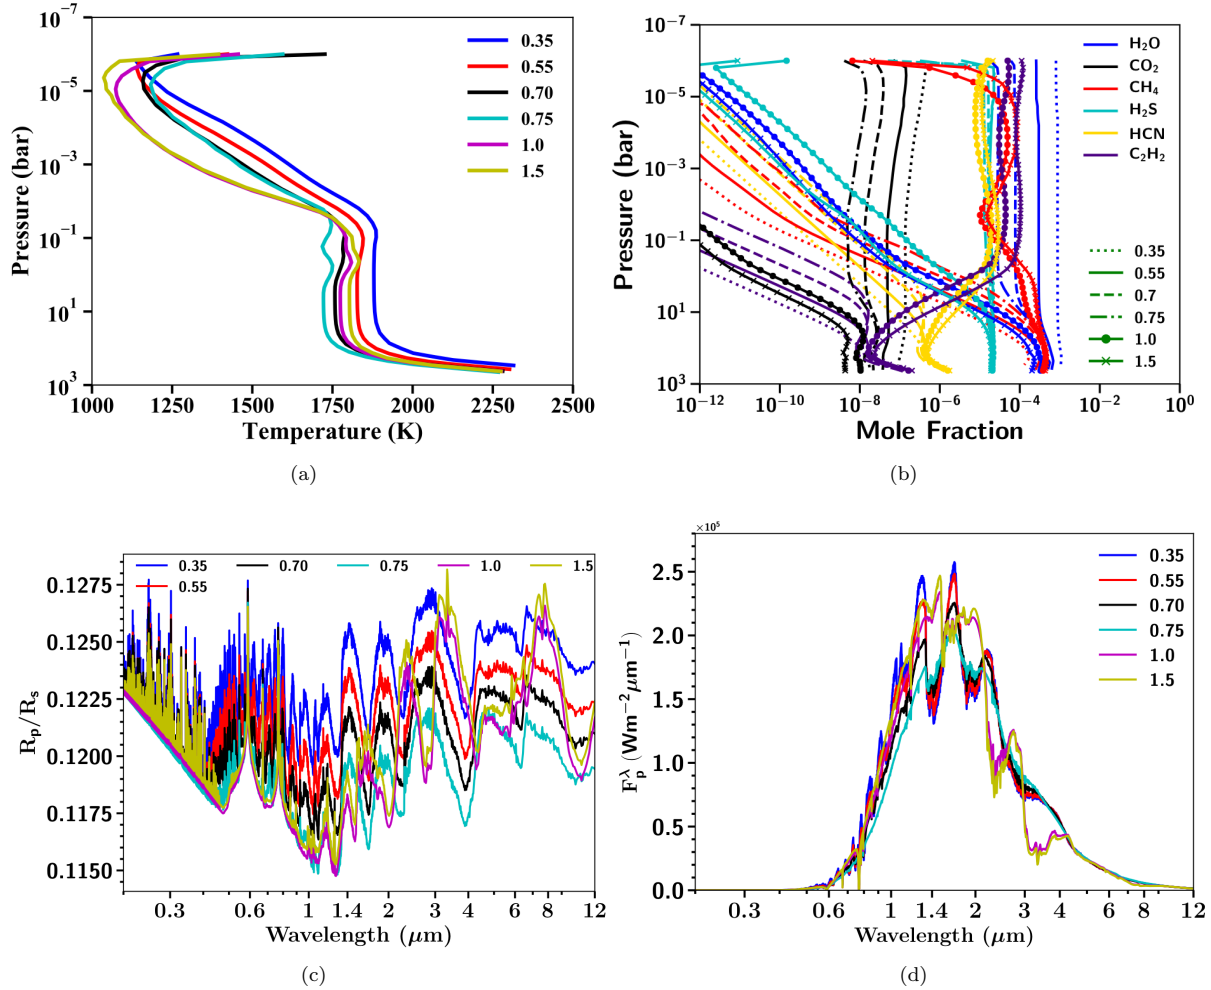 10⁻⁷
10⁻⁵
10⁻³
10⁻¹
10¹
10³
Pressure (bar)
0.35
0.55
0.70
0.75
1.0
1.5
1000 1250 1500 1750 2000 2250 2500
Temperature (K)
(a)
10⁻⁷
10⁻⁵
10⁻³
10⁻¹
10¹
10³
Pressure (bar)
H₂O
CO₂
CH₄
H₂S
HCN
C₂H₂
0.35
0.55
0.7
0.75
1.0
1.5
10⁻¹² 10⁻¹⁰ 10⁻⁸ 10⁻⁶ 10⁻⁴ 10⁻² 10⁰
Mole Fraction
(b)
0.35 0.70 0.75 1.0 1.5
0.55
0.1275
0.1250
0.1225
0.1200
0.1175
0.1150
Rₚ/Rₛ
0.3 0.6 1 1.4 2 3 4 6 8 12
Wavelength (μm)
(c)
×10⁵
2.5
2.0
1.5
1.0
0.5
0.0
Fₚ^λ (Wm−2μm−1)
0.35
0.55
0.70
0.75
1.0
1.5
0.3 0.6 1 1.4 2 3 4 6 8 12
Wavelength (μm)
(d)